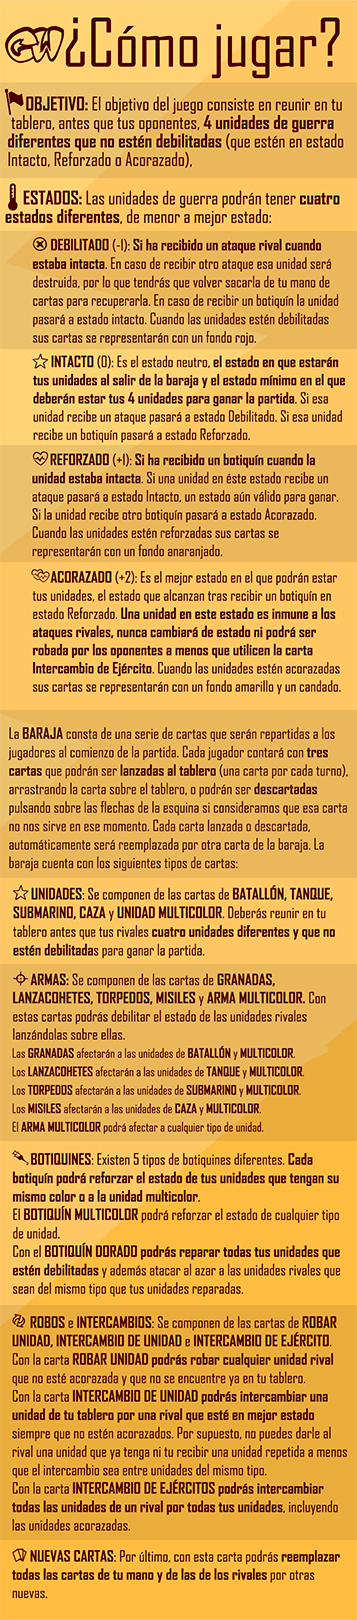 GW ¿Cómo jugar?
OBJETIVO: El objetivo del juego consiste en reunir en tu
tablero, antes que tus oponentes, 4 unidades de guerra
diferentes que no estén debilitadas (que estén en estado
Intacto, Reforzado o Acorazado),
ESTADOS: Las unidades de guerra podrán tener cuatro
estados diferentes, de menor a mejor estado:
DEBILITADO (-1): Si ha recibido un ataque rival cuando
estaba intacta. En caso de recibir otro ataque esa unidad será
destruida, por lo que tendrás que volver sacarla de tu mano de
cartas para recuperarla. En caso de recibir un botiquín la unidad
pasará a estado intacto. Cuando las unidades estén debilitadas
sus cartas se representarán con un fondo rojo.
INTACTO (0): Es el estado neutro, el estado en que estarán
tus unidades al salir de la baraja y el estado mínimo en el que
deberán estar tus 4 unidades para ganar la partida. Si esa
unidad recibe un ataque pasará a estado Debilitado. Si esa unidad
recibe un botiquín pasará a estado Reforzado.
REFORZADO (+1): Si ha recibido un botiquín cuando la
unidad estaba intacta. Si una unidad en éste estado recibe un
ataque pasará a estado Intacto, un estado aún válido para ganar.
Si la unidad recibe otro botiquín pasará a estado Acorazado.
Cuando las unidades estén reforzadas sus cartas se
representarán con un fondo anaranjado.
ACORAZADO (+2): Es el mejor estado en el que podrán estar
tus unidades, el estado que alcanzan tras recibir un botiquín en
estado Reforzado. Una unidad en este estado es inmune a los
ataques rivales, nunca cambiará de estado ni podrá ser
robada por los oponentes a menos que utilicen la carta
Intercambio de Ejército. Cuando las unidades estén acorazadas
sus cartas se representarán con un fondo amarillo y un candado.
La BARAJA consta de una serie de cartas que serán repartidas a los
jugadores al comienzo de la partida. Cada jugador contará con tres
cartas que podrán ser lanzadas al tablero (una carta por cada turno),
arrastrando la carta sobre el tablero, o podrán ser descartadas
pulsando sobre las flechas de la esquina si consideramos que esa carta
no nos sirve en ese momento. Cada carta lanzada o descartada,
automáticamente será reemplazada por otra carta de la baraja. La
baraja cuenta con los siguientes tipos de cartas:
UNIDADES: Se componen de las cartas de BATALLÓN, TANQUE,
SUBMARINO, CAZA y UNIDAD MULTICOLOR. Deberás reunir en tu
tablero antes que tus rivales cuatro unidades diferentes y que no
estén debilitadas para ganar la partida.
ARMAS: Se componen de las cartas de GRANADAS,
LANZACOHETES, TORPEDOS, MISILES y ARMA MULTICOLOR. Con
estas cartas podrás debilitar el estado de las unidades rivales
lanzándolas sobre ellas.
Las GRANADAS afectarán a las unidades de BATALLÓN y MULTICOLOR.
Los LANZACOHETES afectarán a las unidades de TANQUE y MULTICOLOR.
Los TORPEDOS afectarán a las unidades de SUBMARINO y MULTICOLOR.
Los MISILES afectarán a las unidades de CAZA y MULTICOLOR.
El ARMA MULTICOLOR podrá afectar a cualquier tipo de unidad.
BOTIQUINES: Existen 5 tipos de botiquines diferentes. Cada
botiquín podrá reforzar el estado de tus unidades que tengan su
mismo color o a la unidad multicolor.
El BOTIQUÍN MULTICOLOR podrá reforzar el estado de cualquier tipo
de unidad.
Con el BOTIQUÍN DORADO podrás reparar todas tus unidades que
estén debilitadas y además atacar al azar a las unidades rivales que
sean del mismo tipo que tus unidades reparadas.
ROBOS e INTERCAMBIOS: Se componen de las cartas de ROBAR
UNIDAD, INTERCAMBIO DE UNIDAD e INTERCAMBIO DE EJÉRCITO.
Con la carta ROBAR UNIDAD podrás robar cualquier unidad rival
que no esté acorazada y que no se encuentre ya en tu tablero.
Con la carta INTERCAMBIO DE UNIDAD podrás intercambiar una
unidad de tu tablero por una rival que esté en mejor estado
siempre que no estén acorazados. Por supuesto, no puedes darle al
rival una unidad que ya tenga ni tu recibir una unidad repetida a menos
que el intercambio sea entre unidades del mismo tipo.
Con la carta INTERCAMBIO DE EJÉRCITOS podrás intercambiar
todas las unidades de un rival por todas tus unidades, incluyendo
las unidades acorazadas.
NUEVAS CARTAS: Por último, con esta carta podrás reemplazar
todas las cartas de tu mano y de las de los rivales por otras
nuevas.